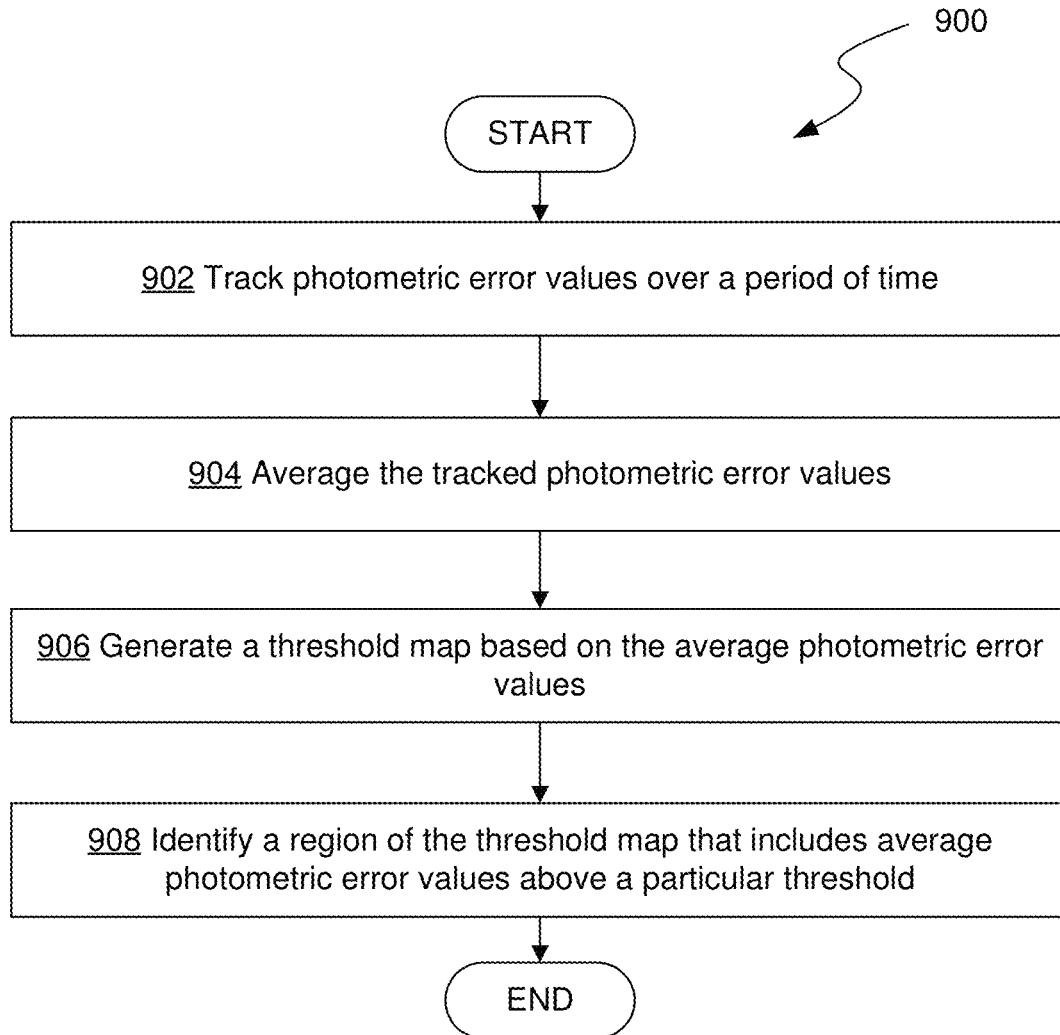 900
START
902 Track photometric error values over a period of time
904 Average the tracked photometric error values
906 Generate a threshold map based on the average photometric error
values
908 Identify a region of the threshold map that includes average
photometric error values above a particular threshold
END